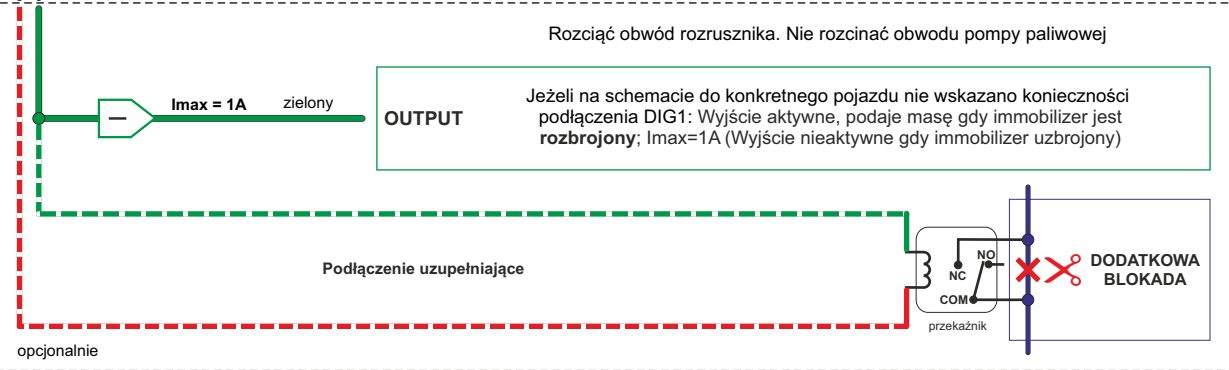 Rozciąć obwód rozrusznika. Nie rozcinać obwodu pompy paliwowej
Imax = 1A
zielony
OUTPUT
Jeżeli na schemacie do konkretnego pojazdu nie wskazano konieczności
podłączenia DIG1: Wyjście aktywne, podaje masę gdy immobilizer jest
rozbrojony; Imax=1A (Wyjście nieaktywne gdy immobilizer uzbrojony)
Podłączenie uzupełniające
NC
NO
COM
DODATKOWA
BLOKADA
przekaźnik
opcjonalnie